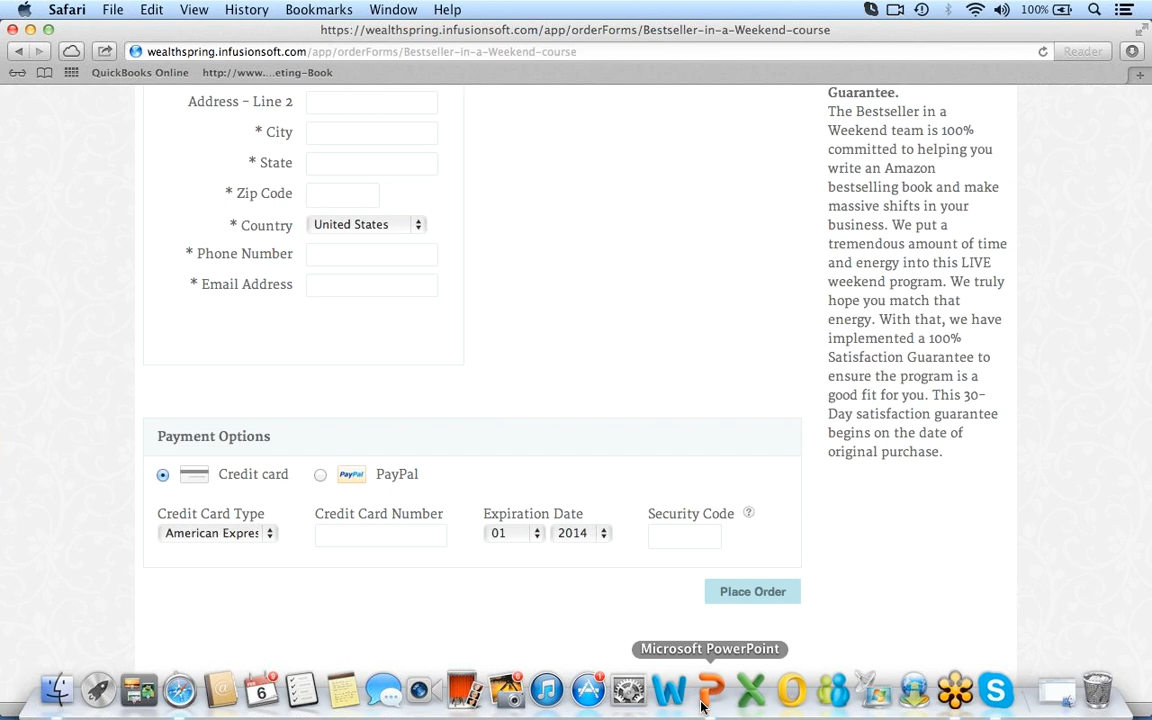 Safari File Edit View History Bookmarks Window Help 100%
https://wealthspring.infusionsoft.com/app/orderForms/Bestseller-in-a-Weekend-course
wealthspring.infusionsoft.com/app/orderForms/Bestseller-in-a-Weekend-course Reader
QuickBooks Online http://www....eting-Book
Address - Line 2
* City
* State
* Zip Code
* Country United States
* Phone Number
* Email Address
Guarantee.
The Bestseller in a
Weekend team is 100%
committed to helping you
write an Amazon
bestselling book and make
massive shifts in your
business. We put a
tremendous amount of time
and energy into this LIVE
weekend program. We truly
hope you match that
energy. With that, we have
implemented a 100%
Satisfaction Guarantee to
ensure the program is a
good fit for you. This 30-
Day satisfaction guarantee
begins on the date of
original purchase.
Payment Options
Credit card PayPal PayPal
Credit Card Type Credit Card Number Expiration Date Security Code ?
American Expres 01 2014
Place Order
Microsoft PowerPoint
6